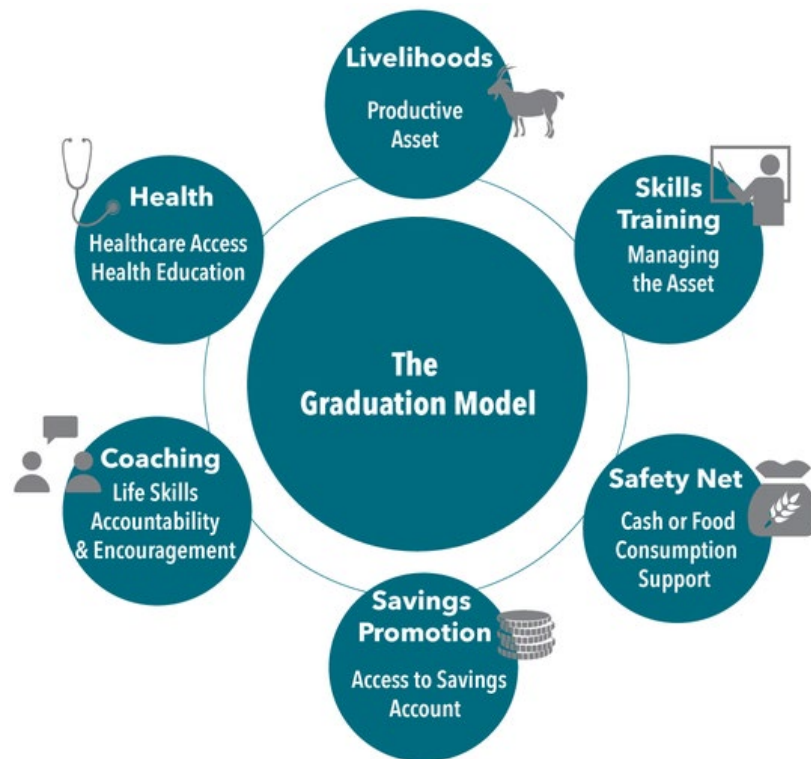 Livelihoods
Productive
Asset
Skills
Training
Managing
the Asset
Safety Net
Cash or Food
Consumption
Support
Savings
Promotion
Access to Savings
Account
Coaching
Life Skills
Accountability
& Encouragement
Health
Healthcare Access
Health Education
The
Graduation Model